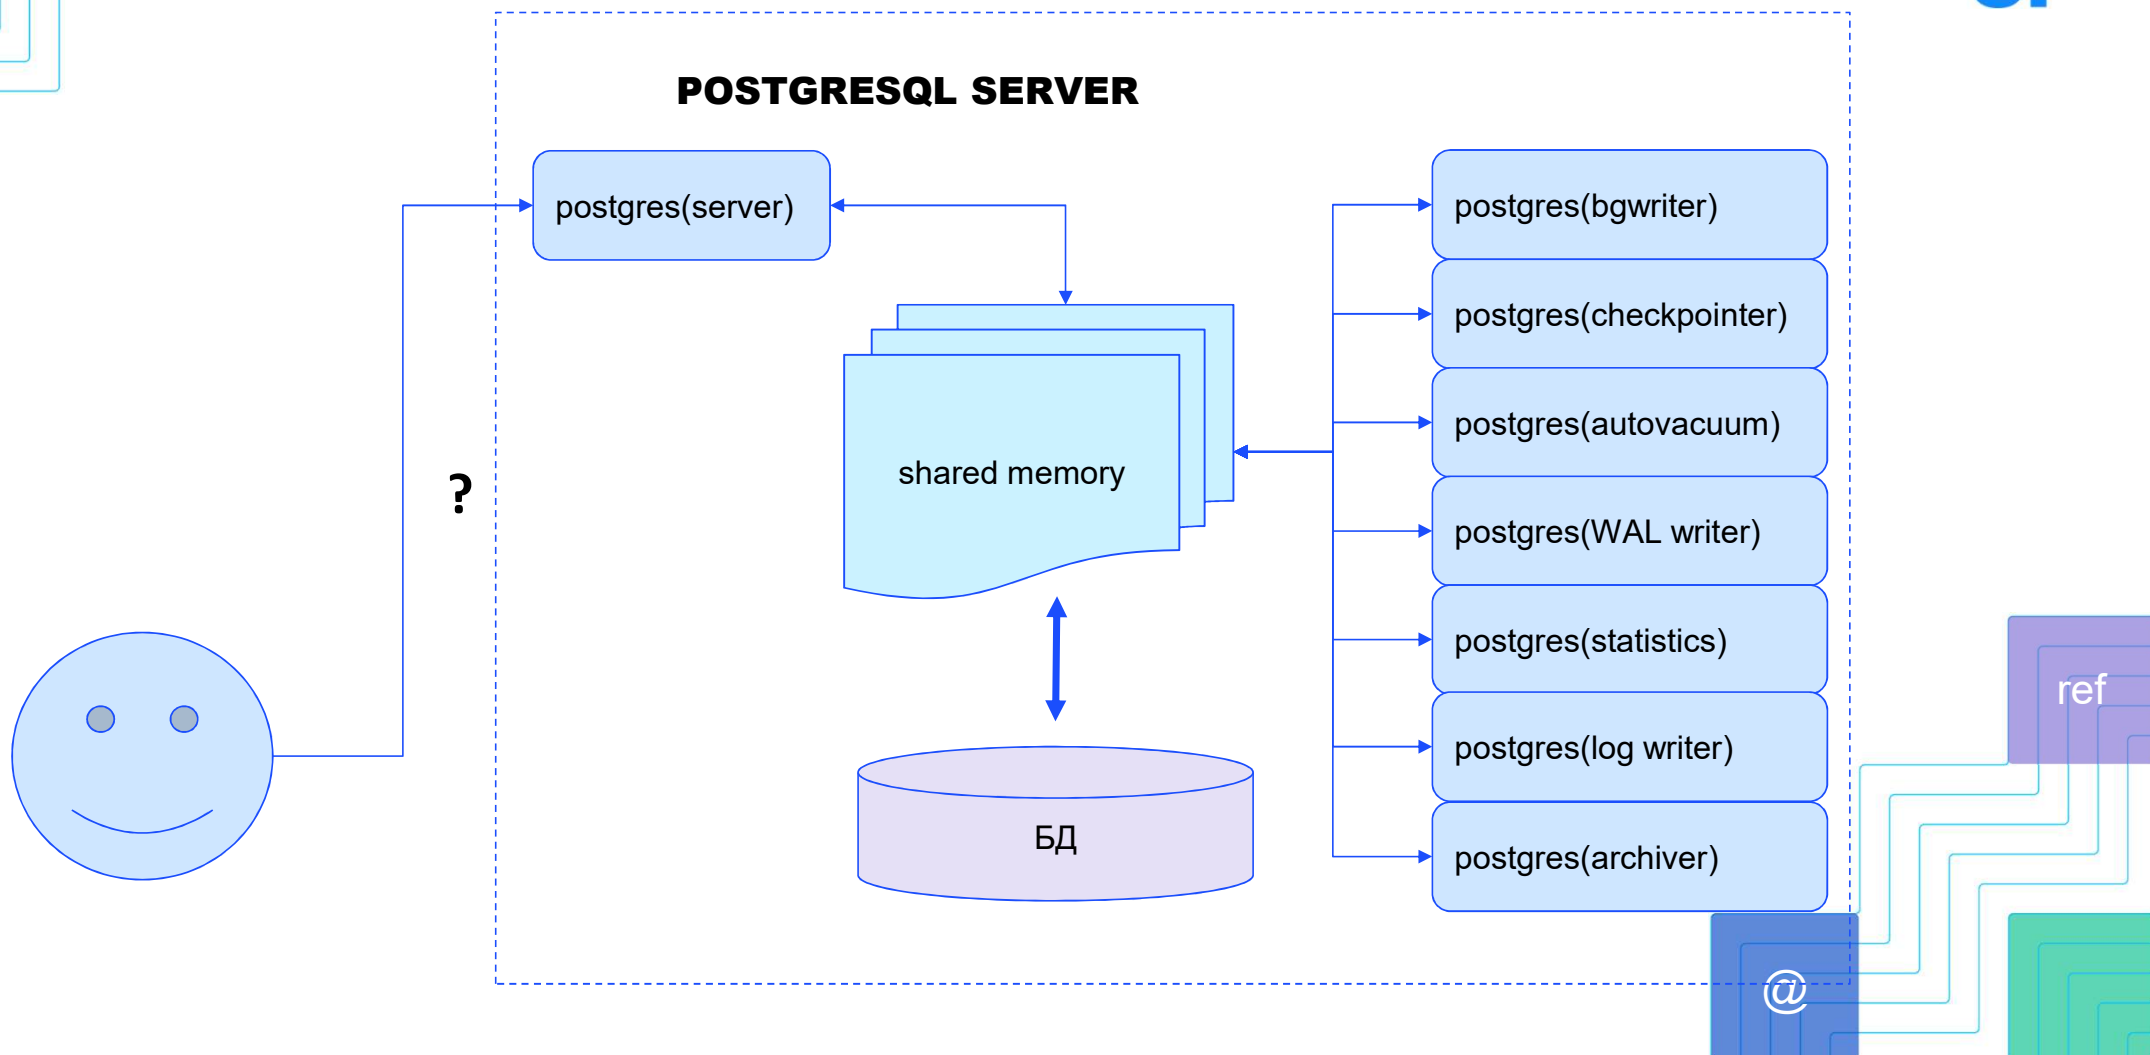 POSTGRESQL SERVER
postgres(server)
postgres(bgwriter)
postgres(checkpointer)
postgres(autovacuum)
shared memory
?
postgres(WAL writer)
postgres(statistics)
ref
postgres(log writer)
БД
postgres(archiver)
@